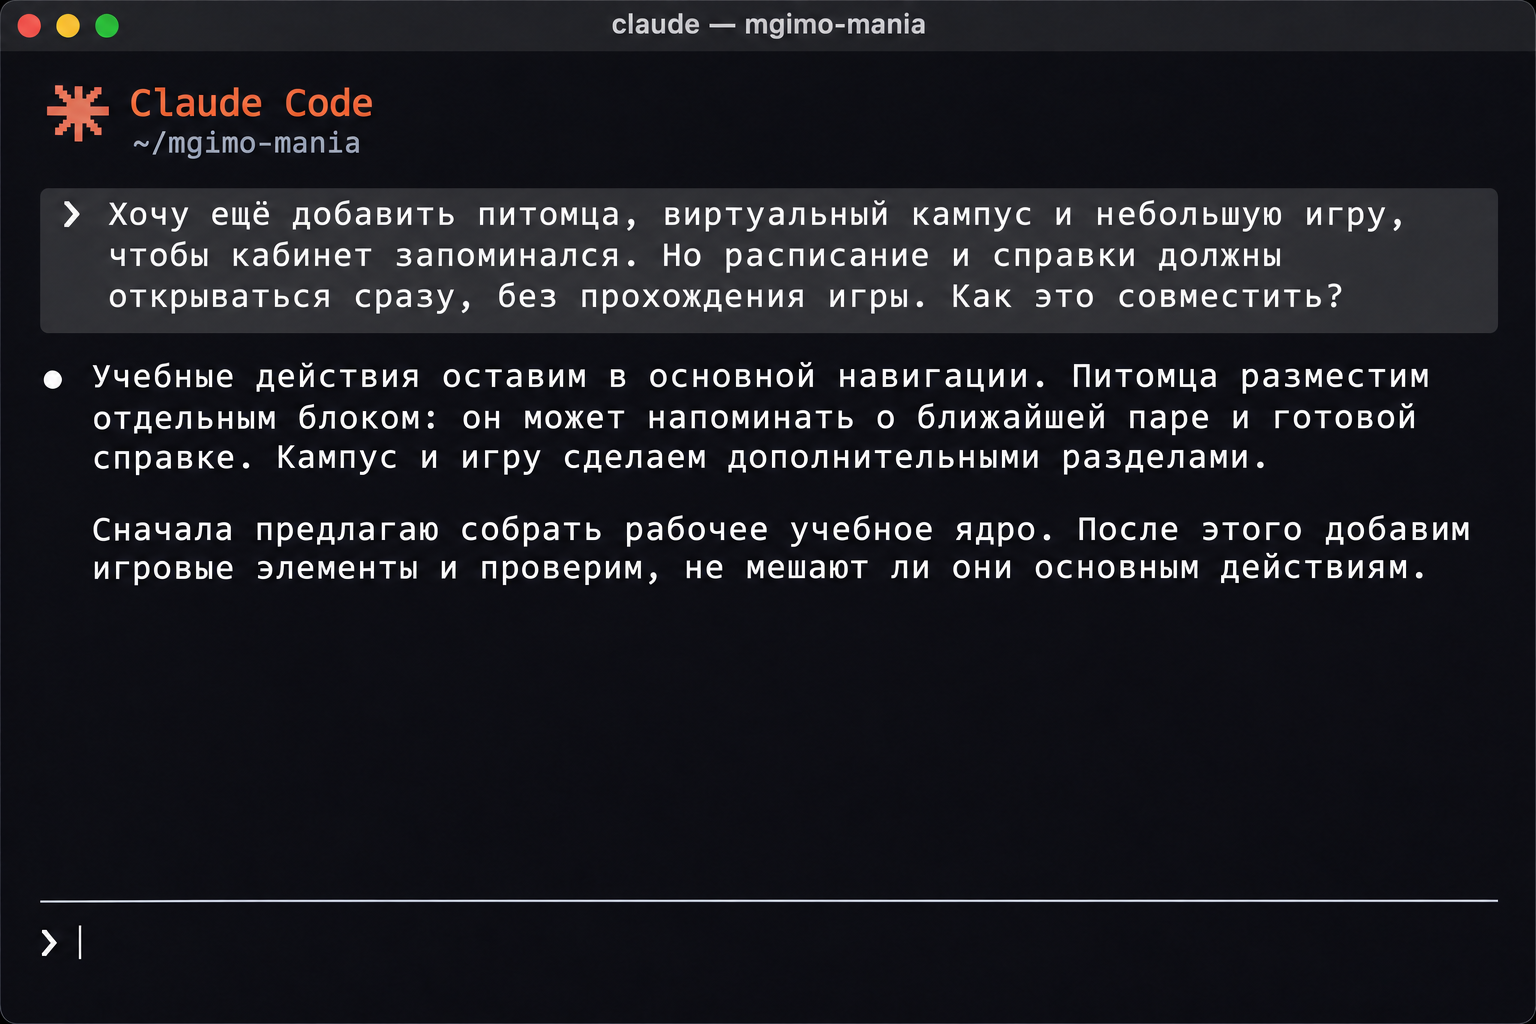 claude — mgimo-mania
Claude Code
~/mgimo-mania
❯ Хочу ещё добавить питомца, виртуальный кампус и небольшую игру,
чтобы кабинет запоминался. Но расписание и справки должны
открываться сразу, без прохождения игры. Как это совместить?
● Учебные действия оставим в основной навигации. Питомца разместим
отдельным блоком: он может напоминать о ближайшей паре и готовой
справке. Кампус и игру сделаем дополнительными разделами.
Сначала предлагаю собрать рабочее учебное ядро. После этого добавим
игровые элементы и проверим, не мешают ли они основным действиям.
❯